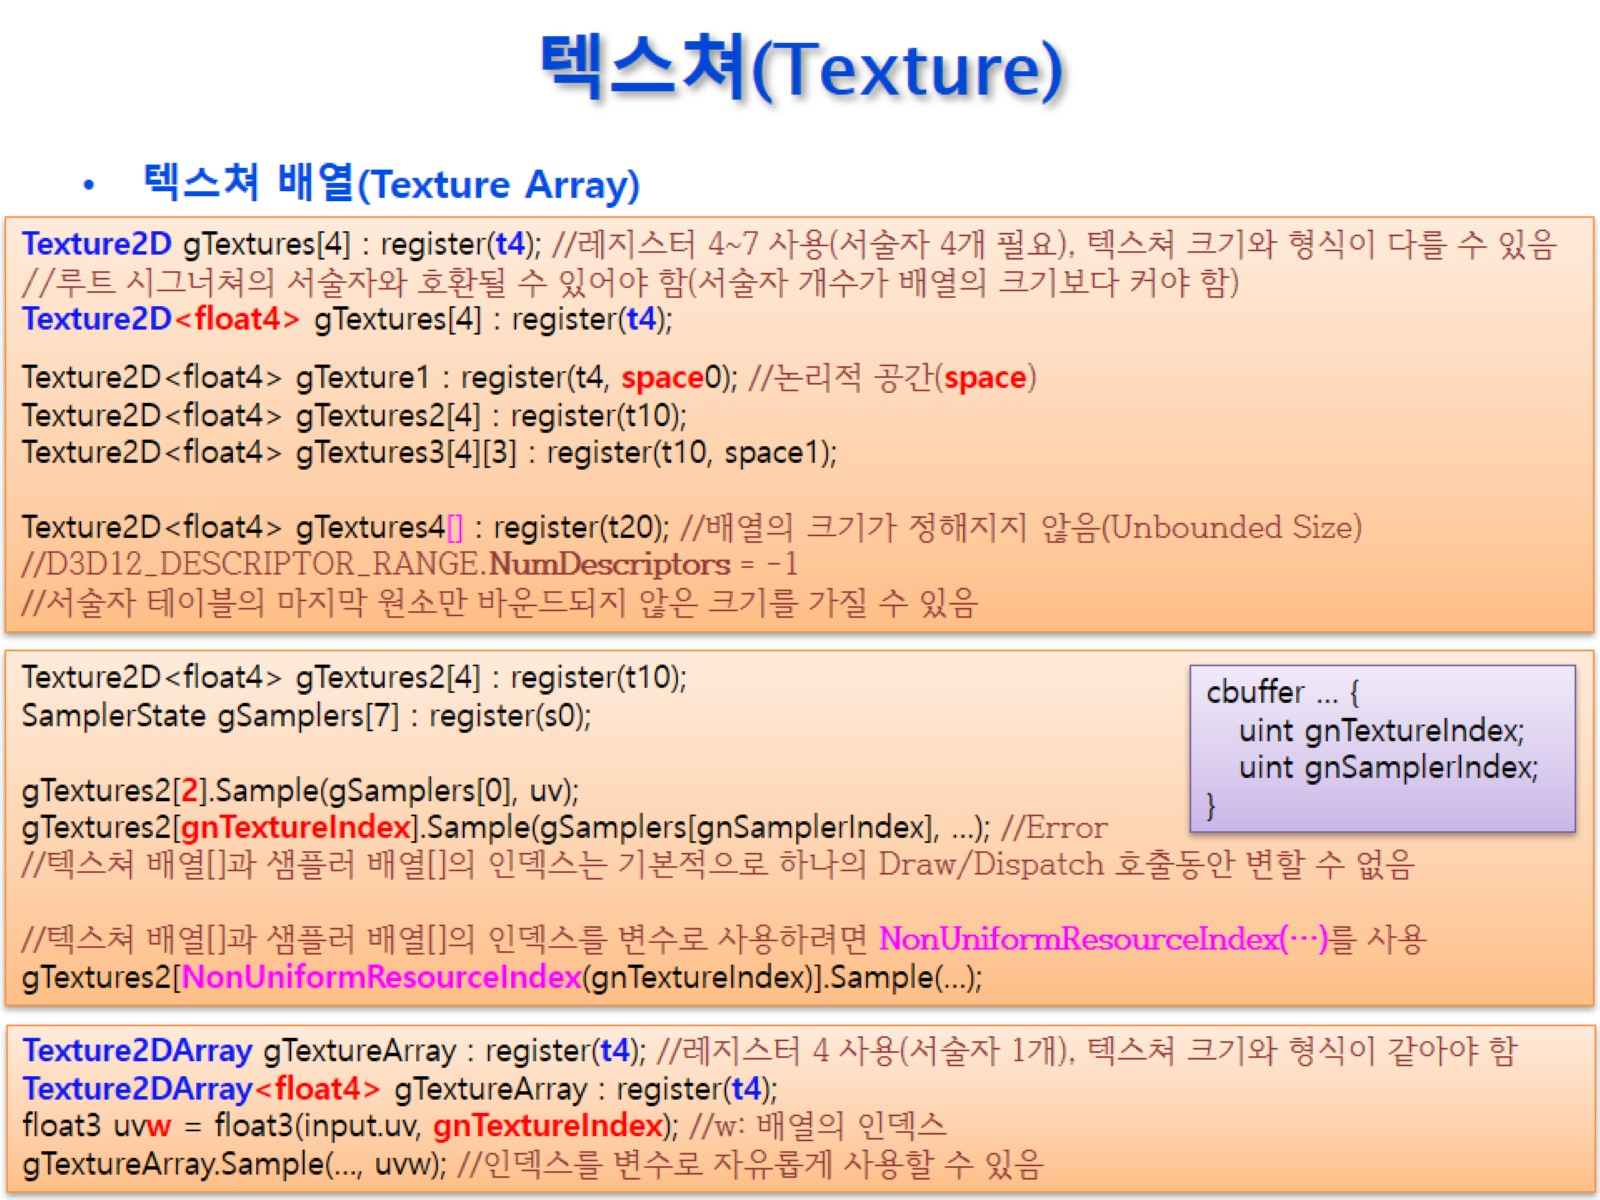 텍스쳐(Texture)
• 텍스쳐 배열(Texture Array)
Texture2D gTextures[4] : register(t4); //레지스터 4~7 사용(서술자 4개 필요), 텍스쳐 크기와 형식이 다를 수 있음
//루트 시그너쳐의 서술자와 호환될 수 있어야 함(서술자 개수가 배열의 크기보다 커야 함)
Texture2D<float4> gTextures[4] : register(t4);
Texture2D<float4> gTexture1 : register(t4, space0); //논리적 공간(space)
Texture2D<float4> gTextures2[4] : register(t10);
Texture2D<float4> gTextures3[4][3] : register(t10, space1);
Texture2D<float4> gTextures4[] : register(t20); //배열의 크기가 정해지지 않음(Unbounded Size)
//D3D12_DESCRIPTOR_RANGE.NumDescriptors = -1
//서술자 테이블의 마지막 원소만 바운드되지 않은 크기를 가질 수 있음
Texture2D<float4> gTextures2[4] : register(t10);
SamplerState gSamplers[7] : register(s0);
gTextures2[2].Sample(gSamplers[0], uv);
gTextures2[gnTextureIndex].Sample(gSamplers[gnSamplerIndex], ...); //Error
//텍스쳐 배열[]과 샘플러 배열[]의 인덱스는 기본적으로 하나의 Draw/Dispatch 호출동안 변할 수 없음
//텍스쳐 배열[]과 샘플러 배열[]의 인덱스를 변수로 사용하려면 NonUniformResourceIndex(…)를 사용
gTextures2[NonUniformResourceIndex(gnTextureIndex)].Sample(...);
cbuffer ... {
uint gnTextureIndex;
uint gnSamplerIndex;
}
Texture2DArray gTextureArray : register(t4); //레지스터 4 사용(서술자 1개), 텍스쳐 크기와 형식이 같아야 함
Texture2DArray<float4> gTextureArray : register(t4);
float3 uvw = float3(input.uv, gnTextureIndex); //w: 배열의 인덱스
gTextureArray.Sample(..., uvw); //인덱스를 변수로 자유롭게 사용할 수 있음